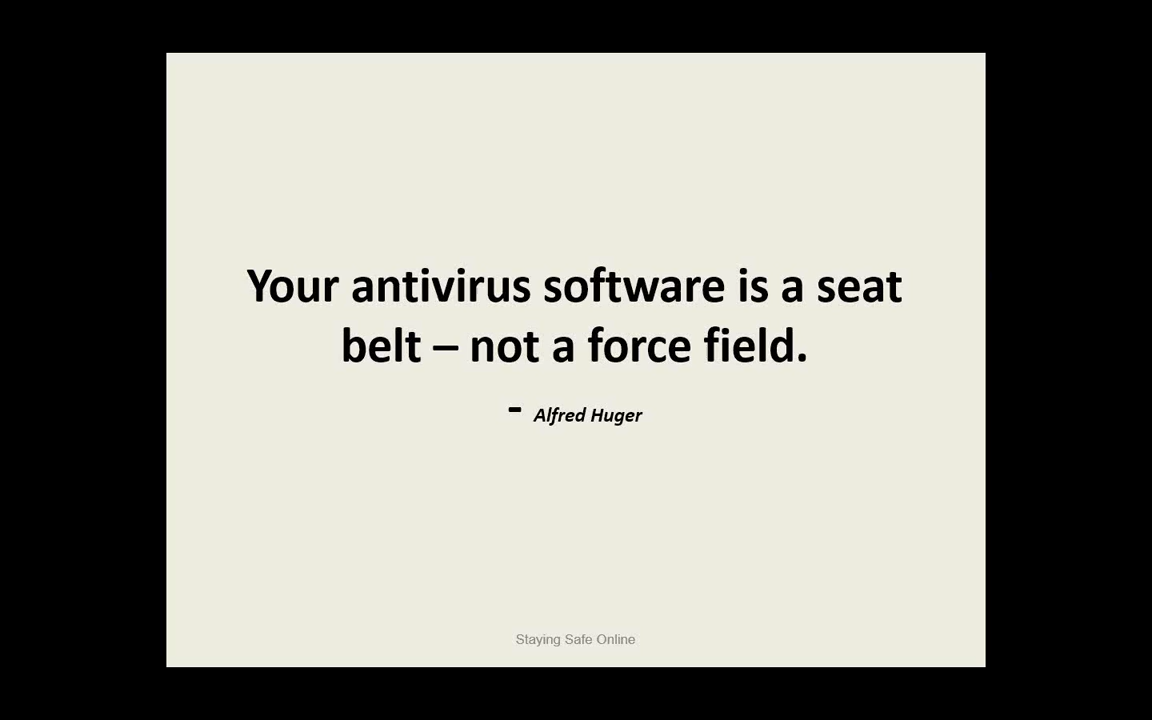 Your antivirus software is a seat
belt – not a force field.
- Alfred Huger
Staying Safe Online